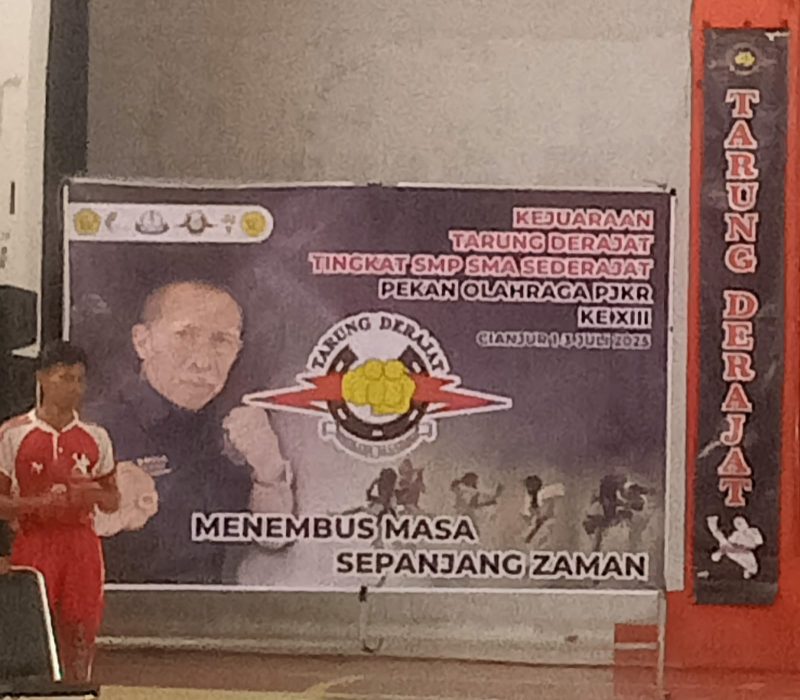 KEJUARAAN
TARUNG DERAJAT
TINGKAT SMP SMA SEDERAJAT
PEKAN OLAHRAGA PJKR
KE XIII
CIANJUR 1-3 JULI 2025
TARUNG DERAJAT
MENEMBUS MASA
SEPANJANG ZAMAN
TARUNG DERAJAT